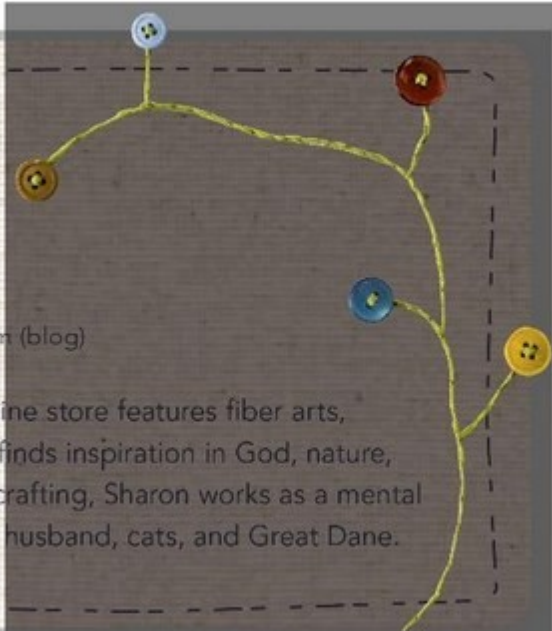 (blog)
ine store features fiber arts,
finds inspiration in God, nature,
crafting, Sharon works as a mental
husband, cats, and Great Dane.